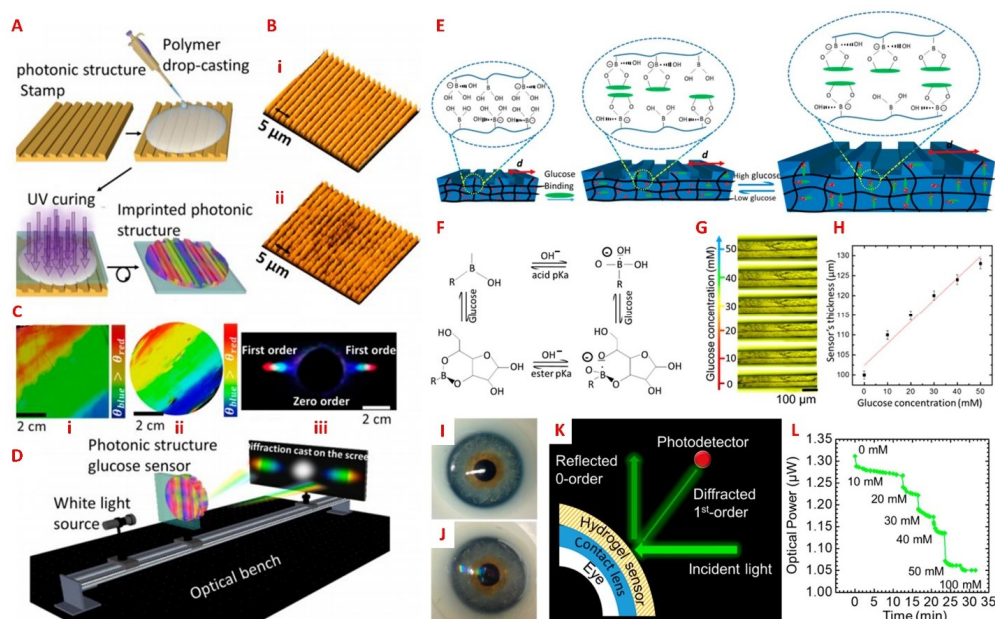 A
Polymer
drop-casting
photonic structure
Stamp
UV curing
Imprinted photonic
structure
B
i
5 μm
ii
5 μm
C
θblue > θred
θblue > θred
First order
First order
Zero order
2 cm
2 cm
2 cm
i
ii
iii
D
Photonic structure
glucose sensor
Diffraction cast on the screen
White light
source
Optical bench
E
d
Glucose
Binding
d
High glucose
Low glucose
F
OH⁻
acid pKa
B
OH
R
OH
O
B
OH
R
Glucose
Glucose
HO
O
OH
OH
R
B
O
O
OH⁻
ester pKa
HO
O
OH
OH
R
B
O
O
G
Glucose concentration (mM)
50
40
30
20
10
0
100 μm
H
Sensor's thickness (μm)
130
125
120
115
110
105
100
0 10 20 30 40 50
Glucose concentration (mM)
I
J
K
Photodetector
Reflected
0-order
Diffracted
1st-order
Hydrogel sensor
Contact lens
Eye
Incident light
L
Optical Power (μW)
1.35
1.30
1.25
1.20
1.15
1.10
1.05
1.00
0 mM
10 mM
20 mM
30 mM
40 mM
50 mM
100 mM
0 5 10 15 20 25 30 35
Time (min)